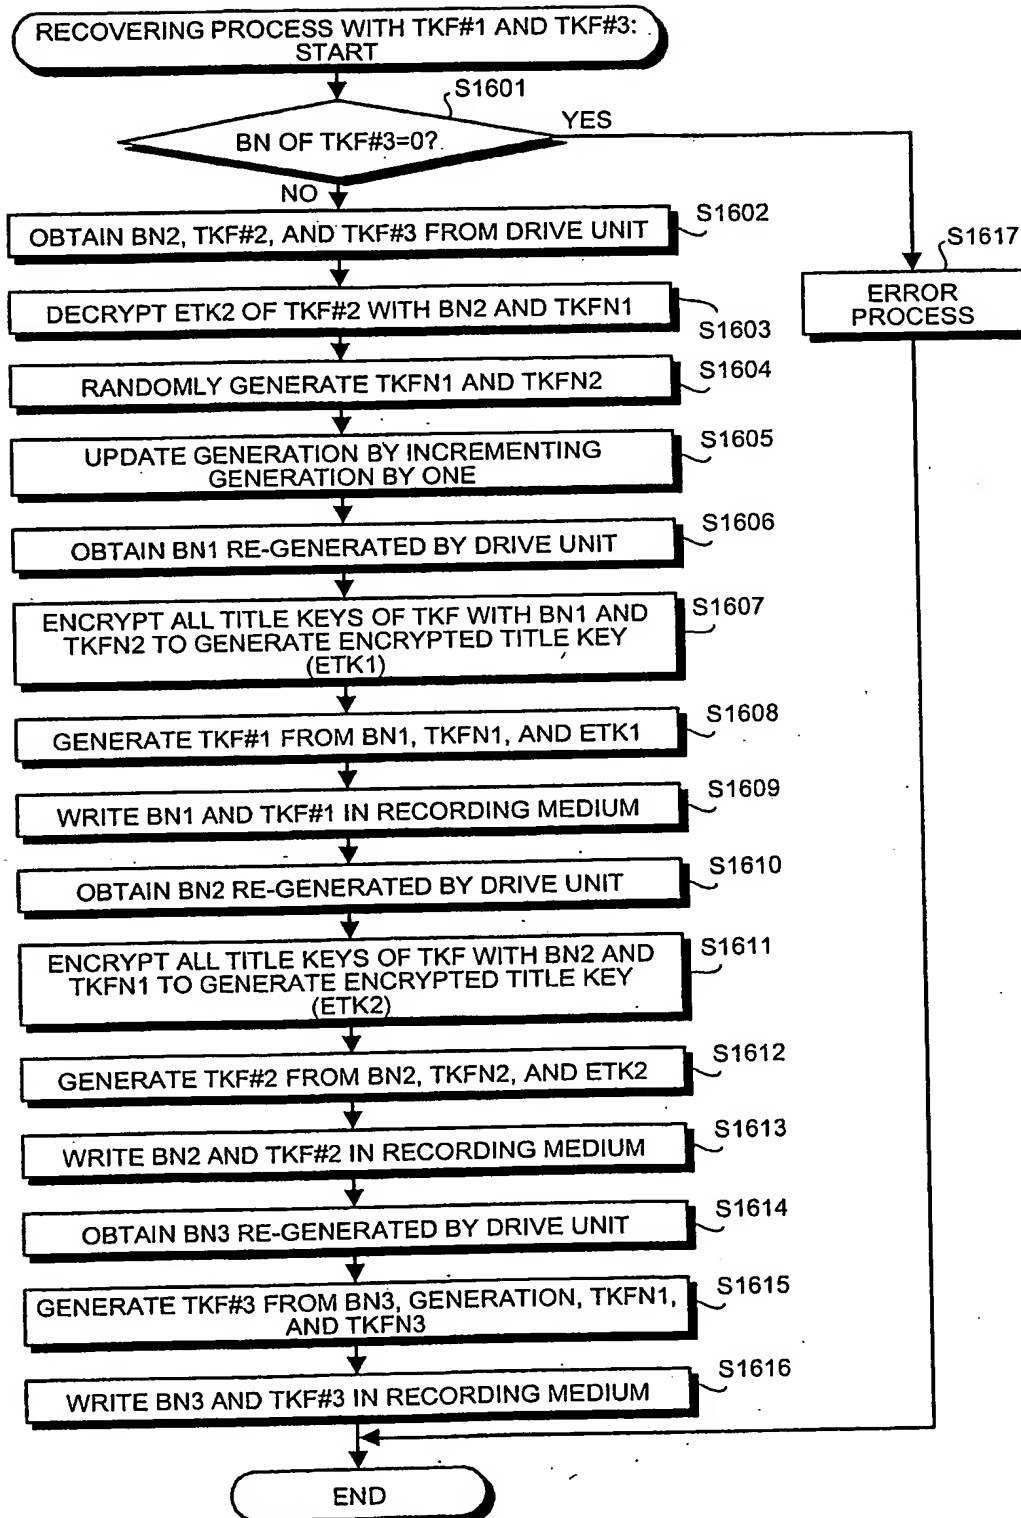 RECOVERING PROCESS WITH TKF#1 AND TKF#3:
START
S1601
BN OF TKF#3=0?
YES
NO
OBTAIN BN2, TKF#2, AND TKF#3 FROM DRIVE UNIT
S1602
S1617
ERROR
PROCESS
DECRYPT ETK2 OF TKF#2 WITH BN2 AND TKFN1
S1603
RANDOMLY GENERATE TKFN1 AND TKFN2
S1604
UPDATE GENERATION BY INCREMENTING
GENERATION BY ONE
S1605
OBTAIN BN1 RE-GENERATED BY DRIVE UNIT
S1606
ENCRYPT ALL TITLE KEYS OF TKF WITH BN1 AND
TKFN2 TO GENERATE ENCRYPTED TITLE KEY
(ETK1)
S1607
GENERATE TKF#1 FROM BN1, TKFN1, AND ETK1
S1608
WRITE BN1 AND TKF#1 IN RECORDING MEDIUM
S1609
OBTAIN BN2 RE-GENERATED BY DRIVE UNIT
S1610
ENCRYPT ALL TITLE KEYS OF TKF WITH BN2 AND
TKFN1 TO GENERATE ENCRYPTED TITLE KEY
(ETK2)
S1611
GENERATE TKF#2 FROM BN2, TKFN2, AND ETK2
S1612
WRITE BN2 AND TKF#2 IN RECORDING MEDIUM
S1613
OBTAIN BN3 RE-GENERATED BY DRIVE UNIT
S1614
GENERATE TKF#3 FROM BN3, GENERATION, TKFN1,
AND TKFN3
S1615
WRITE BN3 AND TKF#3 IN RECORDING MEDIUM
S1616
END